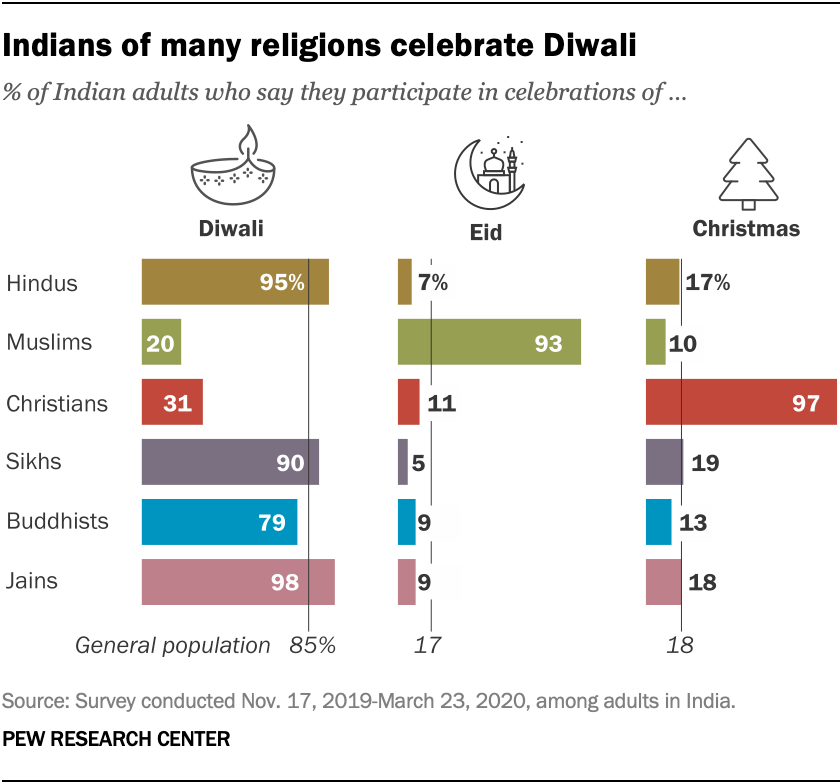 Indians of many religions celebrate Diwali
% of Indian adults who say they participate in celebrations of ...
Diwali Eid Christmas
Hindus 95% 7% 17%
Muslims 20 93 10
Christians 31 11 97
Sikhs 90 5 19
Buddhists 79 9 13
Jains 98 9 18
General population 85% 17 18
Source: Survey conducted Nov. 17, 2019-March 23, 2020, among adults in India.
PEW RESEARCH CENTER